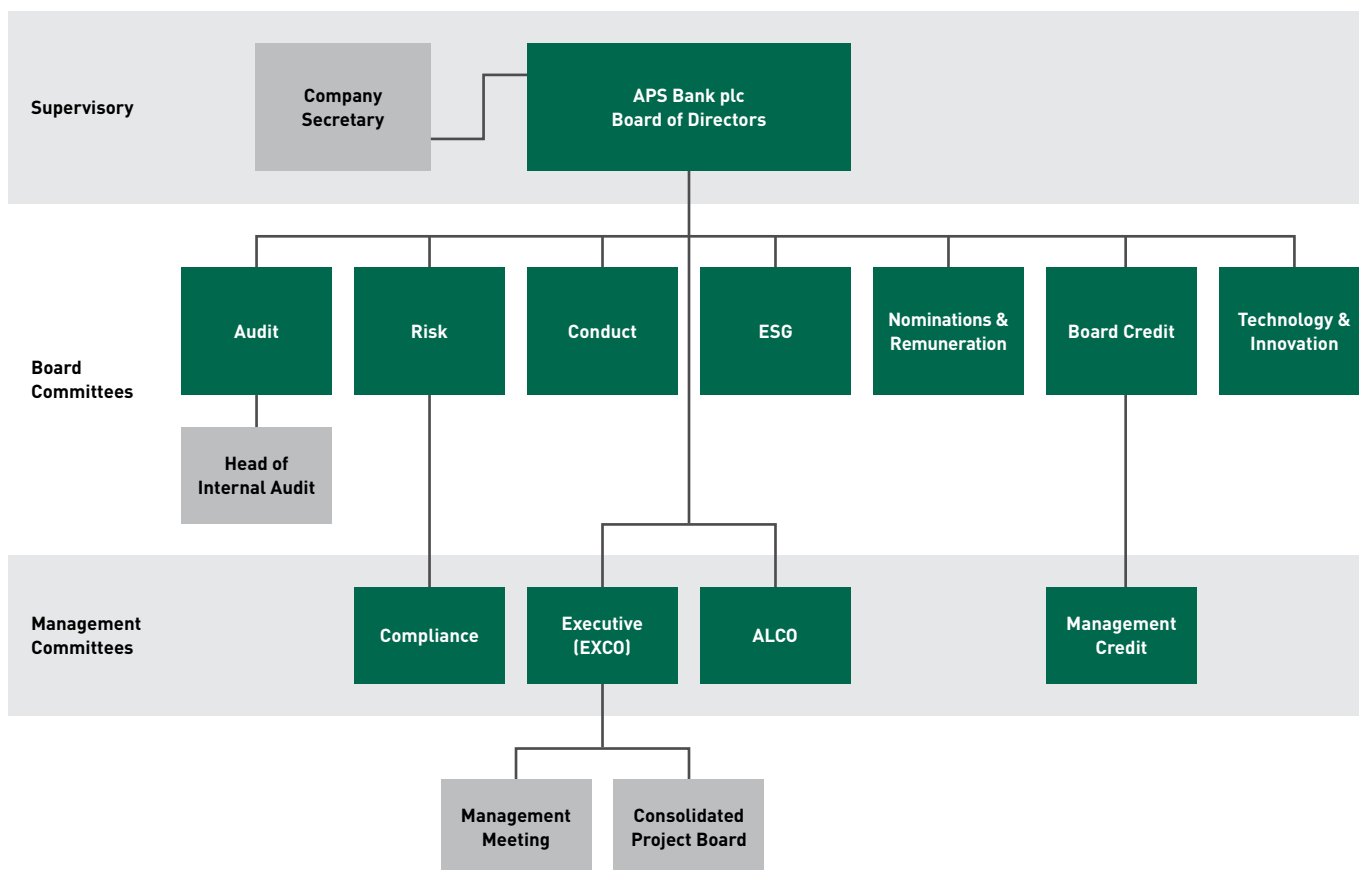 Supervisory
Company
Secretary
APS Bank plc
Board of Directors
Board
Committees
Audit
Risk
Conduct
ESG
Nominations &
Remuneration
Board Credit
Technology &
Innovation
Head of
Internal Audit
Management
Committees
Compliance
Executive
(EXCO)
ALCO
Management
Credit
Management
Meeting
Consolidated
Project Board